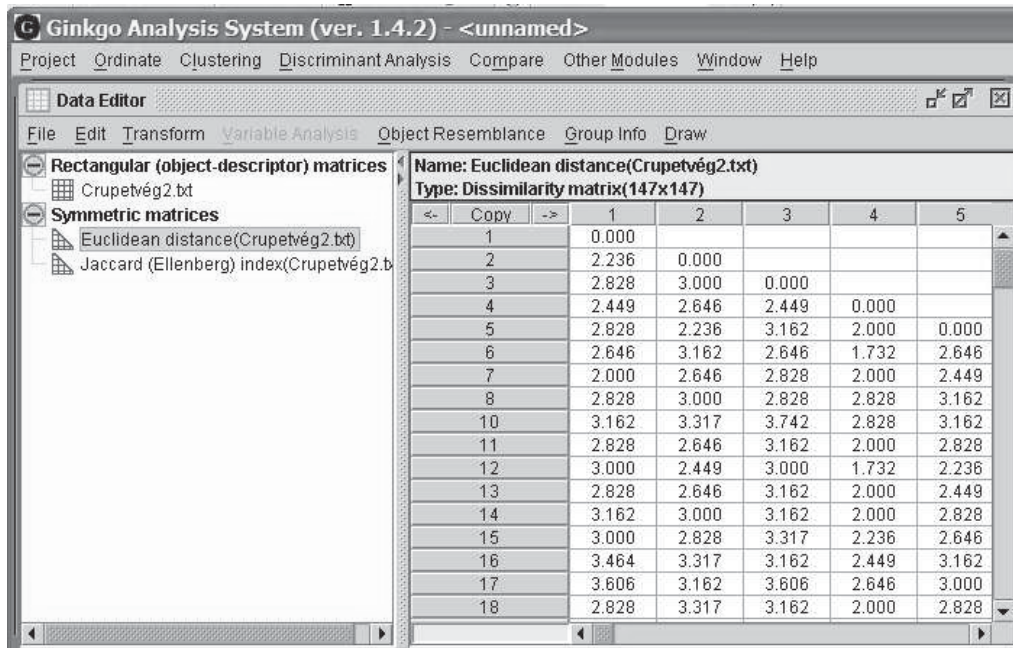 G Ginkgo Analysis System (ver. 1.4.2) - <unnamed>
Project Ordinate Clustering Discriminant Analysis Compare Other Modules Window Help
Data Editor
File Edit Transform Variable Analysis Object Resemblance Group Info Draw
Rectangular (object-descriptor) matrices
Crupetvég2.txt
Symmetric matrices
Euclidean distance(Crupetvég2.txt)
Jaccard (Ellenberg) index(Crupetvég2.t
Name: Euclidean distance(Crupetvég2.txt)
Type: Dissimilarity matrix(147x147)
<- Copy -> 1 2 3 4 5
1 0.000
2 2.236 0.000
3 2.828 3.000 0.000
4 2.449 2.646 2.449 0.000
5 2.828 2.236 3.162 2.000 0.000
6 2.646 3.162 2.646 1.732 2.646
7 2.000 2.646 2.828 2.000 2.449
8 2.828 3.000 2.828 2.828 3.162
10 3.162 3.317 3.742 2.828 3.162
11 2.828 2.646 3.162 2.000 2.828
12 3.000 2.449 3.000 1.732 2.236
13 2.828 2.646 3.162 2.000 2.449
14 3.162 3.000 3.162 2.000 2.828
15 3.000 2.828 3.317 2.236 2.646
16 3.464 3.317 3.162 2.449 3.162
17 3.606 3.162 3.606 2.646 3.000
18 2.828 3.317 3.162 2.000 2.828